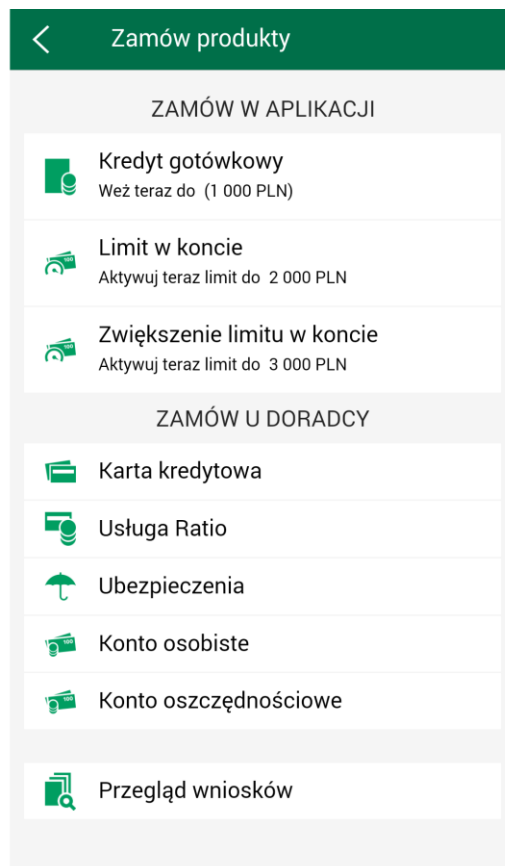 Zamów produkty
ZAMÓW W APLIKACJI
Kredyt gotówkowy
Weź teraz do (1 000 PLN)
Limit w koncie
Aktywuj teraz limit do 2 000 PLN
Zwiększenie limitu w koncie
Aktywuj teraz limit do 3 000 PLN
ZAMÓW U DORADCY
Karta kredytowa
Usługa Ratio
Ubezpieczenia
Konto osobiste
Konto oszczędnościowe
Przegląd wniosków